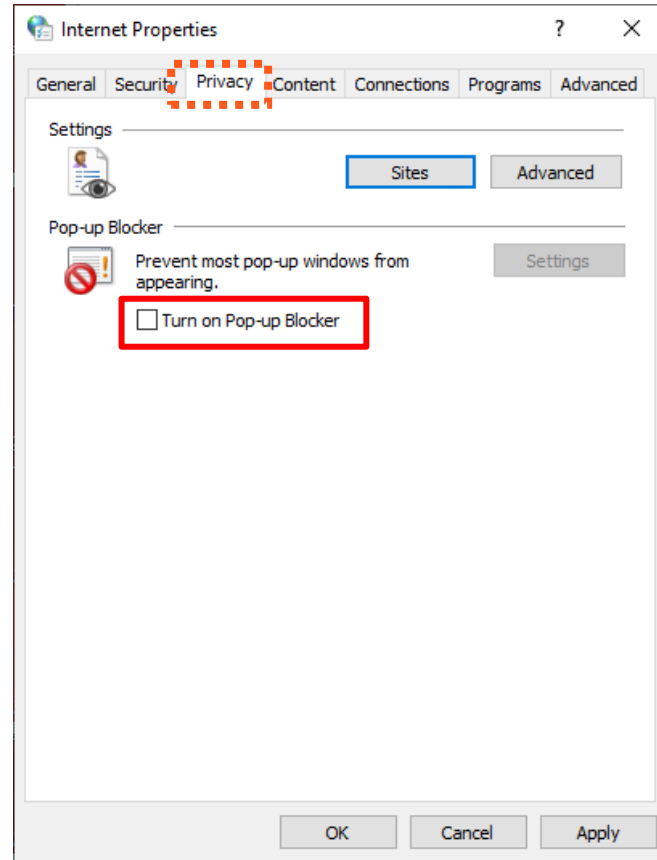 Internet Properties
?
General Security Privacy Content Connections Programs Advanced
Settings
Sites Advanced
Pop-up Blocker
Prevent most pop-up windows from Settings
appearing.
Turn on Pop-up Blocker
OK Cancel Apply